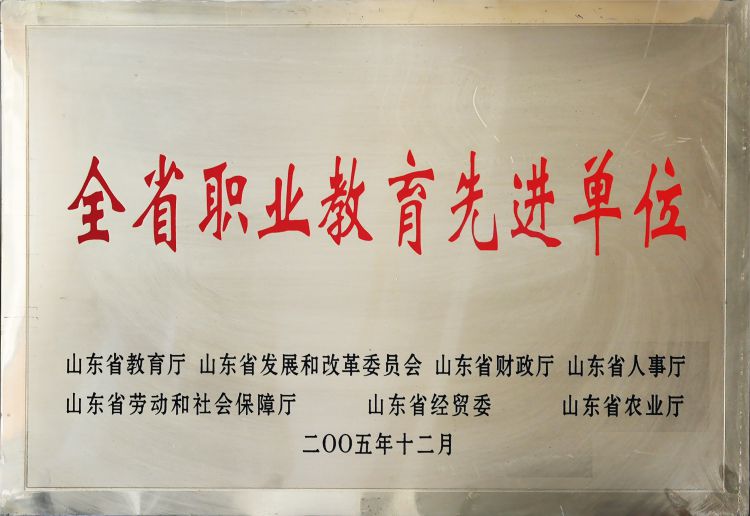 全省职业教育先进单位
山东省教育厅 山东省发展和改革委员会 山东省财政厅 山东省人事厅
山东省劳动和社会保障厅 山东省经贸委 山东省农业厅
二〇〇五年十二月